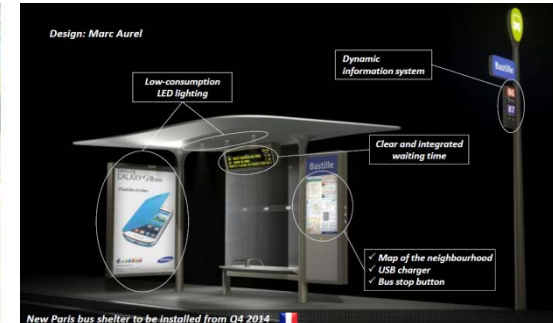 Design: Marc Aurel
Dynamic
information system
Bastille
Low-consumption
LED lighting
Clear and integrated
waiting time
GALAXY
Bastille
SAMSUNG
✓ Map of the neighbourhood
✓ USB charger
✓ Bus stop button
New Paris bus shelter to be installed from Q4 2014